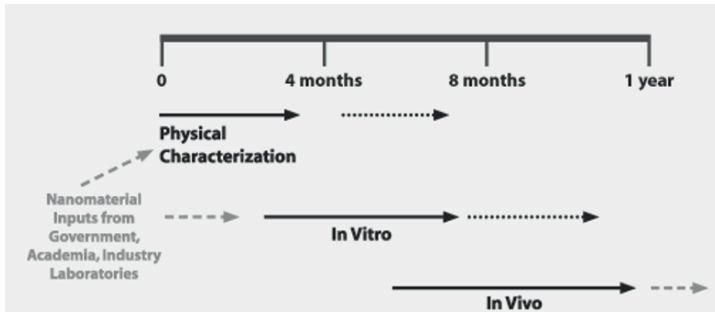 0
4 months
8 months
1 year
Physical
Characterization
Nanomaterial
Inputs from
Government,
Academia, Industry
Laboratories
In Vitro
In Vivo